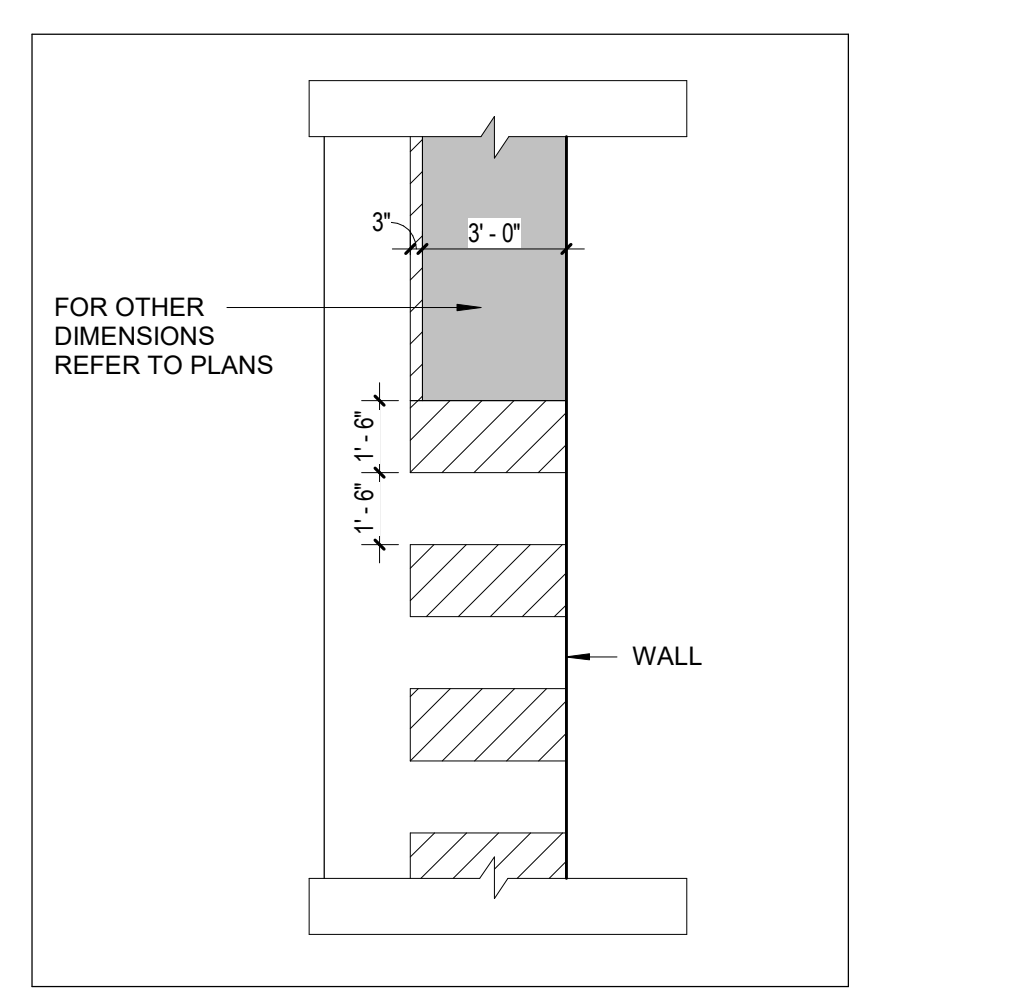 3"
3' - 0"
FOR OTHER
DIMENSIONS
REFER TO PLANS
1' - 6"
1' - 6"
WALL